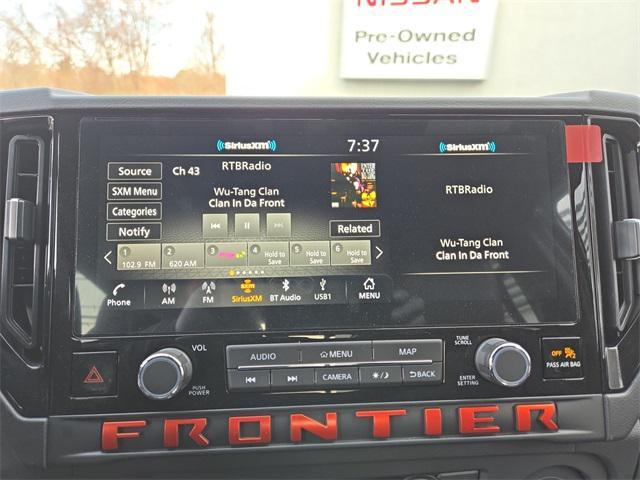 NISSAN
Pre-Owned
Vehicles
SiriusXM
7:37
SiriusXM
Source
Ch 43
RTBRadio
SXM Menu
Wu-Tang Clan
Clan In Da Front
RTBRadio
Categories
Notify
Related
Wu-Tang Clan
Clan In Da Front
1
102.9 FM
2
620 AM
3
4
Hold to
Save
5
Hold to
Save
6
Hold to
Save
Phone
AM
FM
SXM
SiriusXM
BT Audio
USB1
MENU
VOL
PUSH
POWER
AUDIO
MENU
MAP
CAMERA
BACK
TUNE
SCROLL
ENTER
SETTING
OFF
PASS AIR BAG
FRONTIER